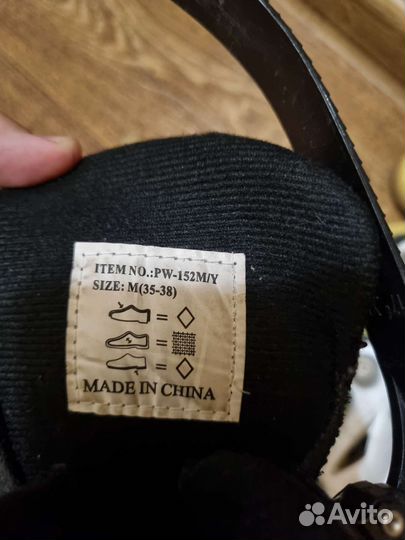 ITEM NO.:PW-152M/Y
SIZE: M(35-38)
=
=
=
MADE IN CHINA
Avito